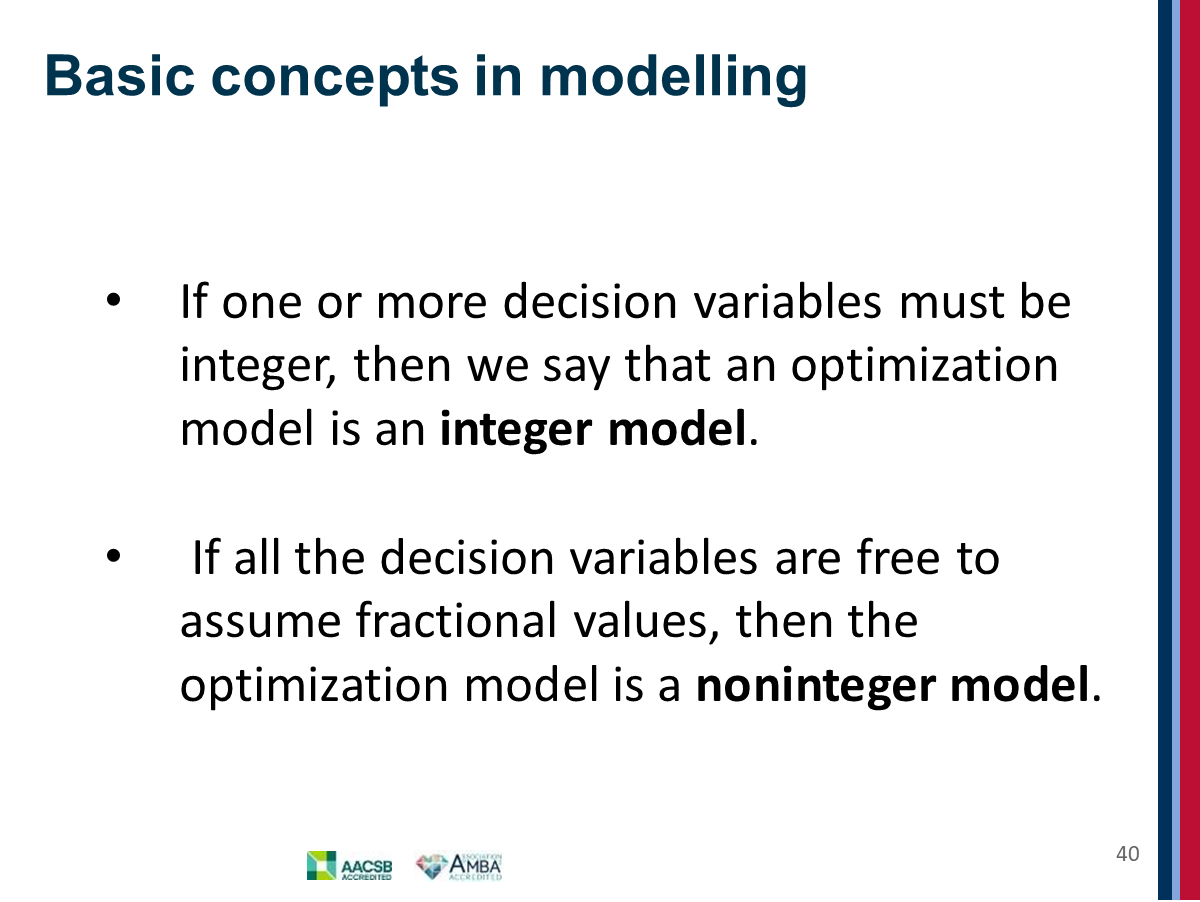 Basic concepts in modelling
• If one or more decision variables must be
integer, then we say that an optimization
model is an integer model.
• If all the decision variables are free to
assume fractional values, then the
optimization model is a noninteger model.
AACSB
ACCREDITED
ASSOCIATION
AMBA
ACCREDITED
40